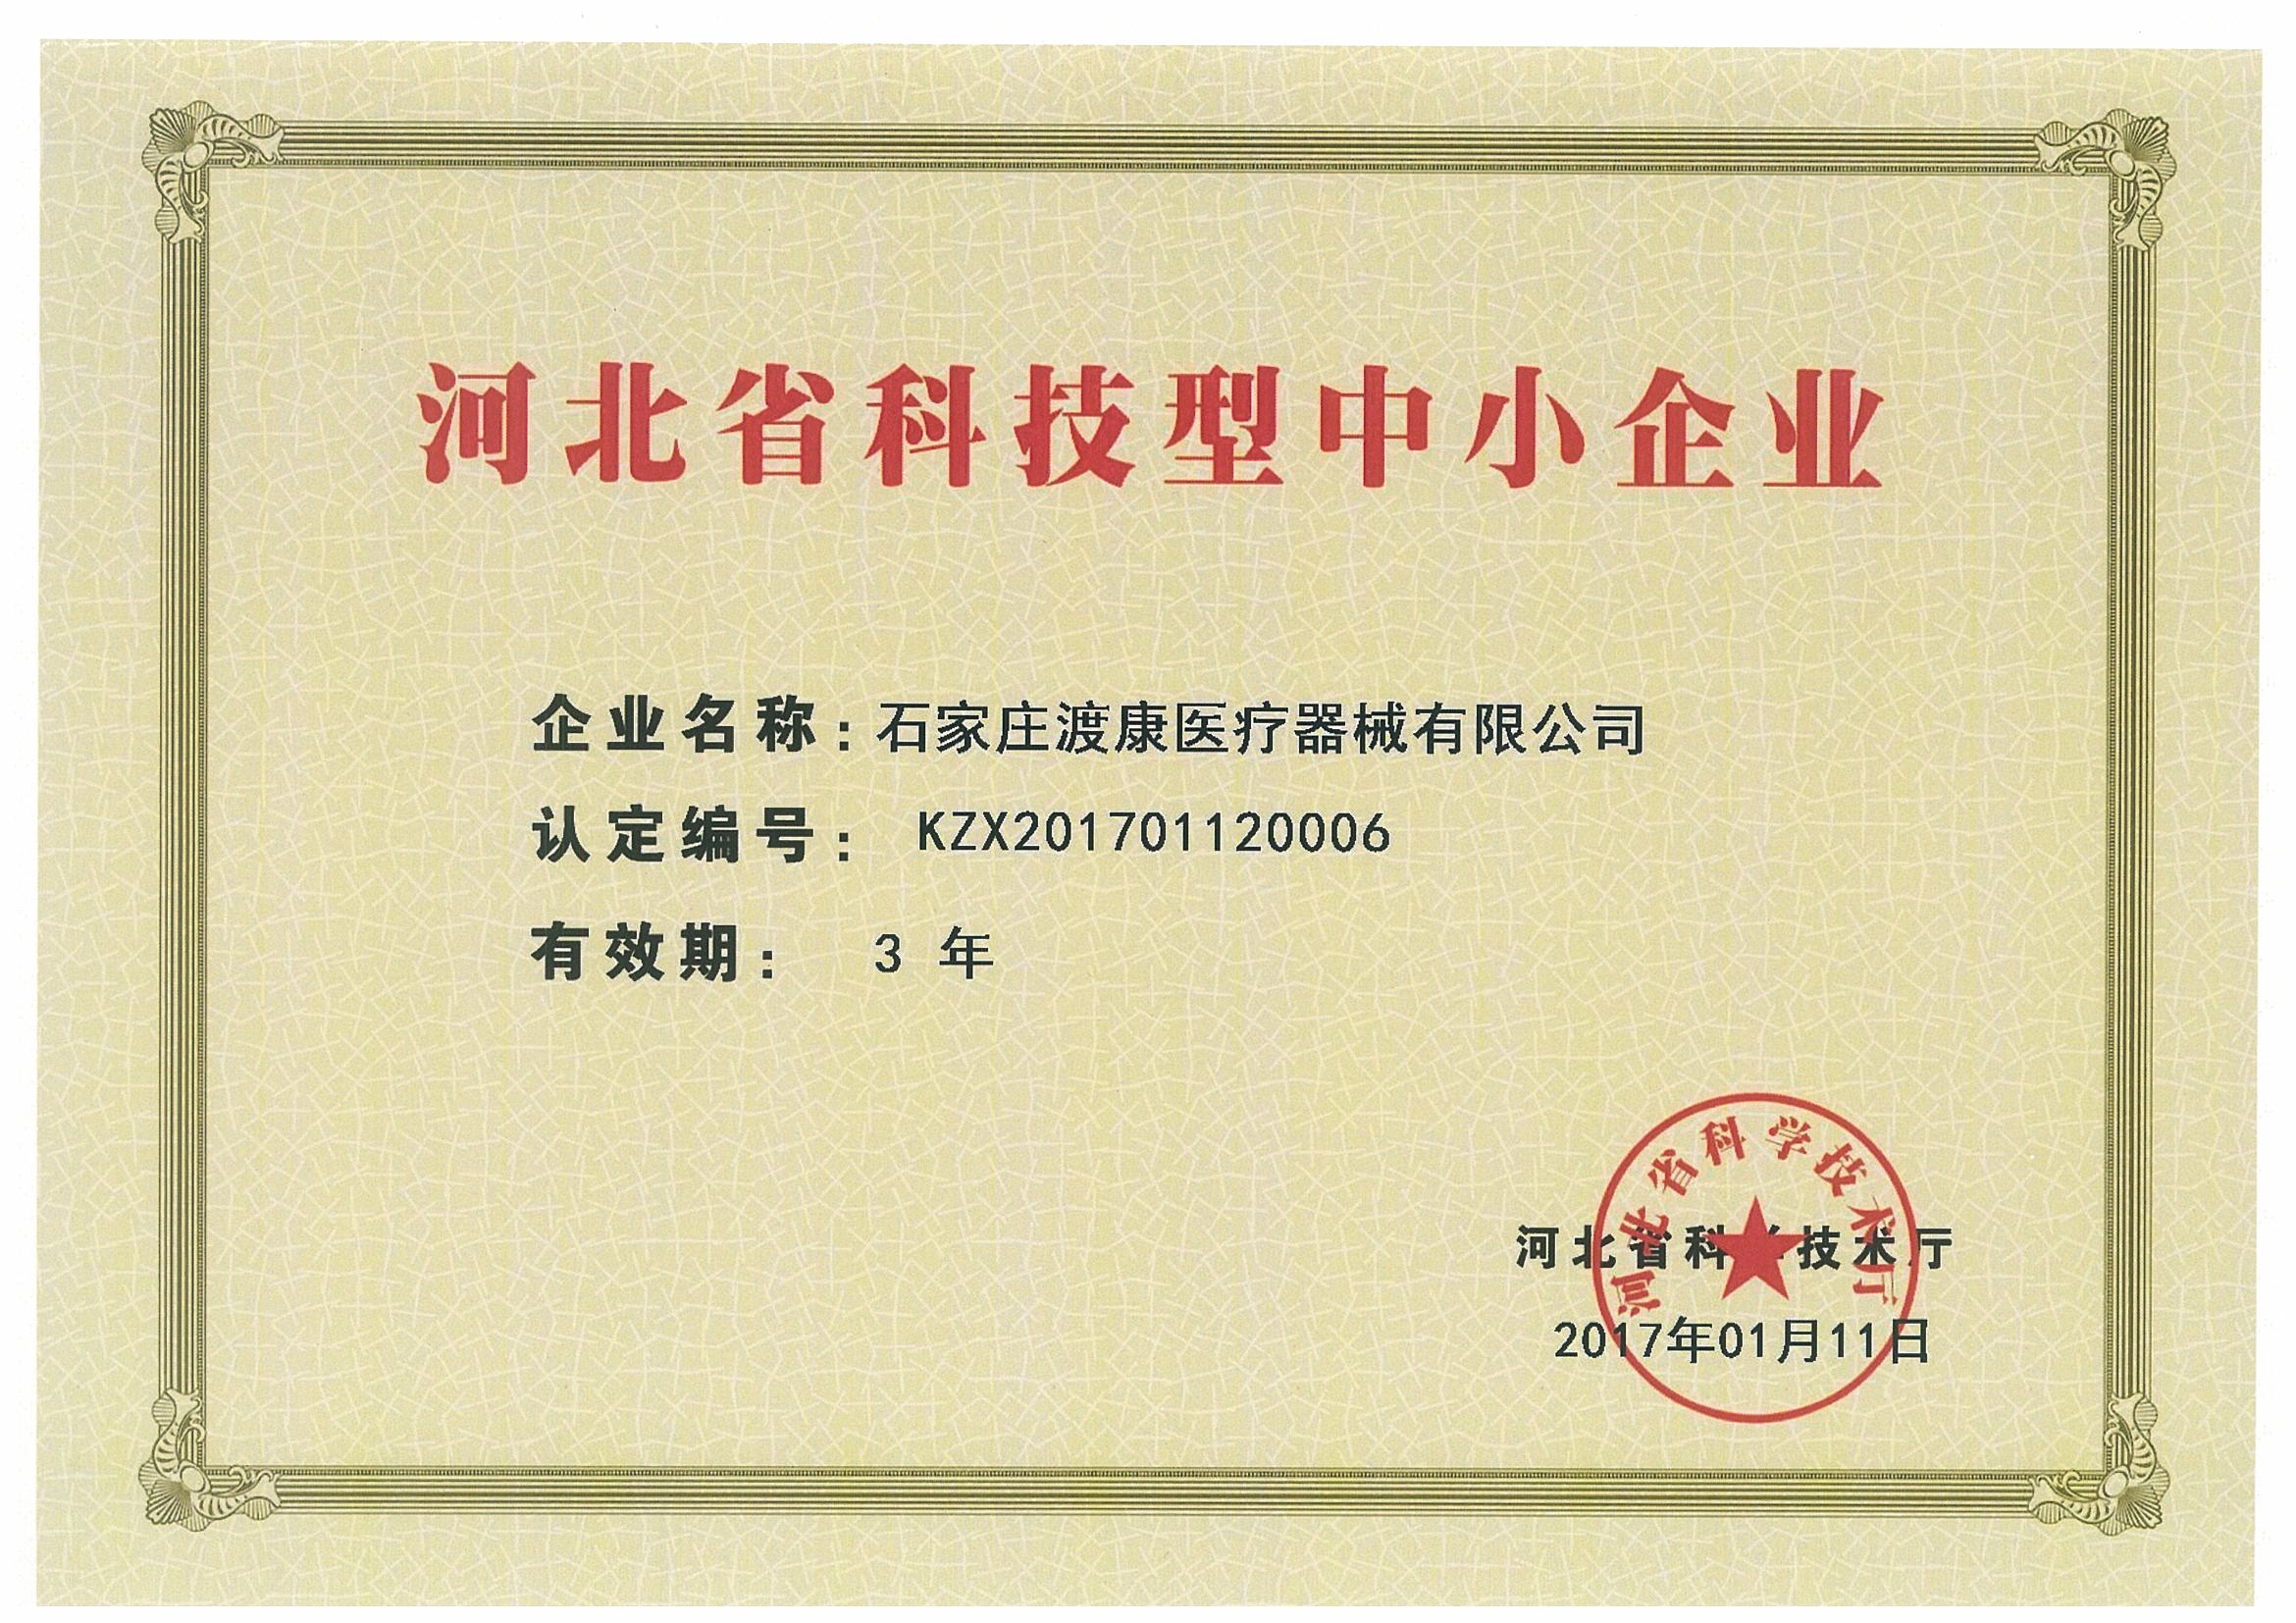 河北省科技型中小企业
企业名称：石家庄渡康医疗器械有限公司
认定编号： KZX201701120006
有效期： 3 年
河北省科学技术厅
河北省科学技术厅
2017年01月11日